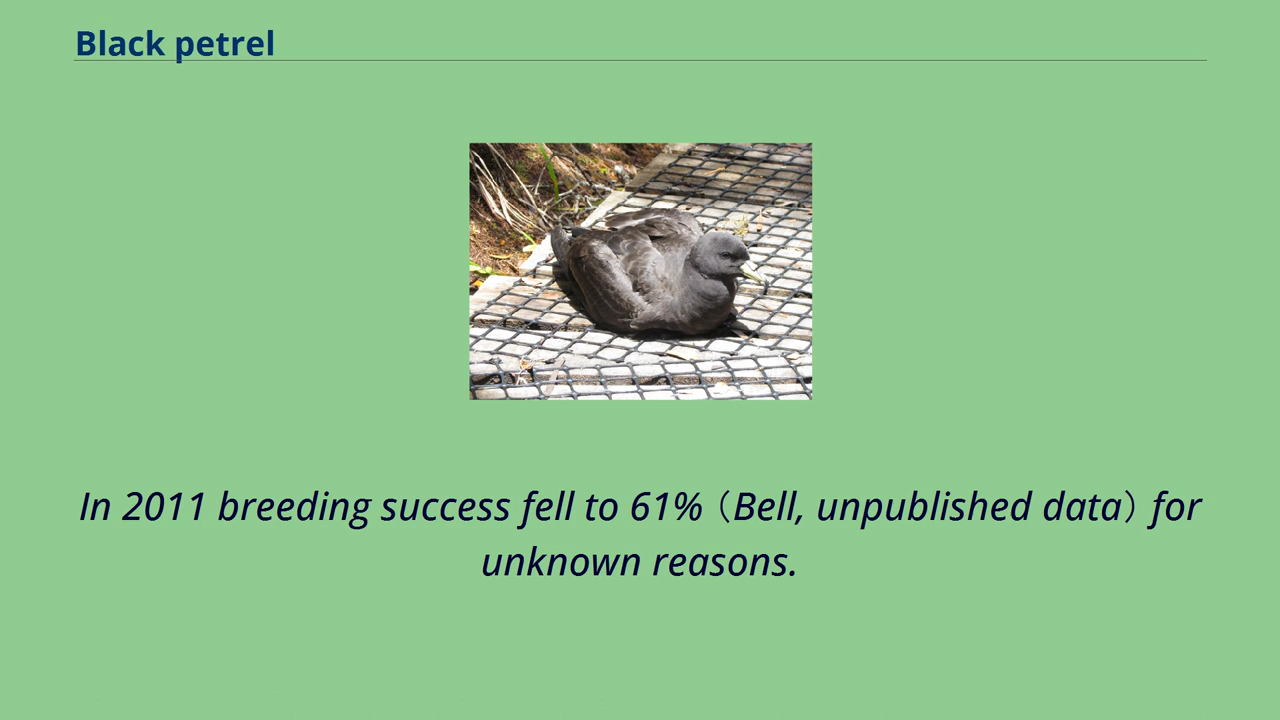 Black petrel
In 2011 breeding success fell to 61%（Bell, unpublished data）for
unknown reasons.